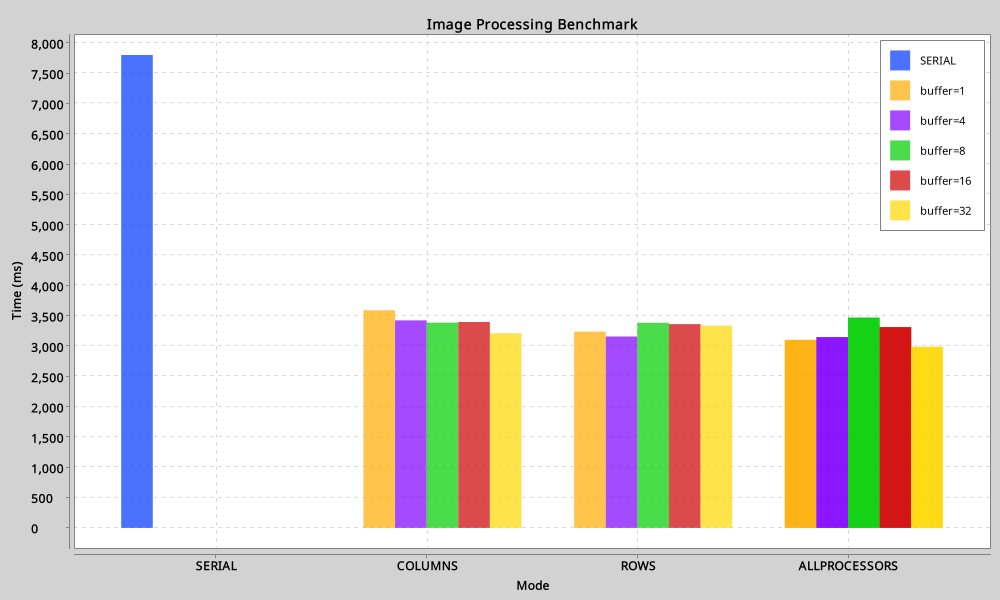 Image Processing Benchmark
8,000
7,500
7,000
6,500
6,000
5,500
5,000
4,500
4,000
3,500
3,000
2,500
2,000
1,500
1,000
500
0
Time (ms)
SERIAL
buffer=1
buffer=4
buffer=8
buffer=16
buffer=32
SERIAL COLUMNS ROWS ALLPROCESSORS
Mode